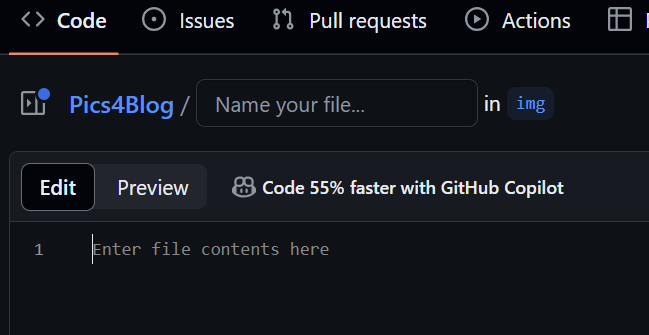 Code Issues Pull requests Actions
Pics4Blog / Name your file... in img
Edit Preview Code 55% faster with GitHub Copilot
1 Enter file contents here